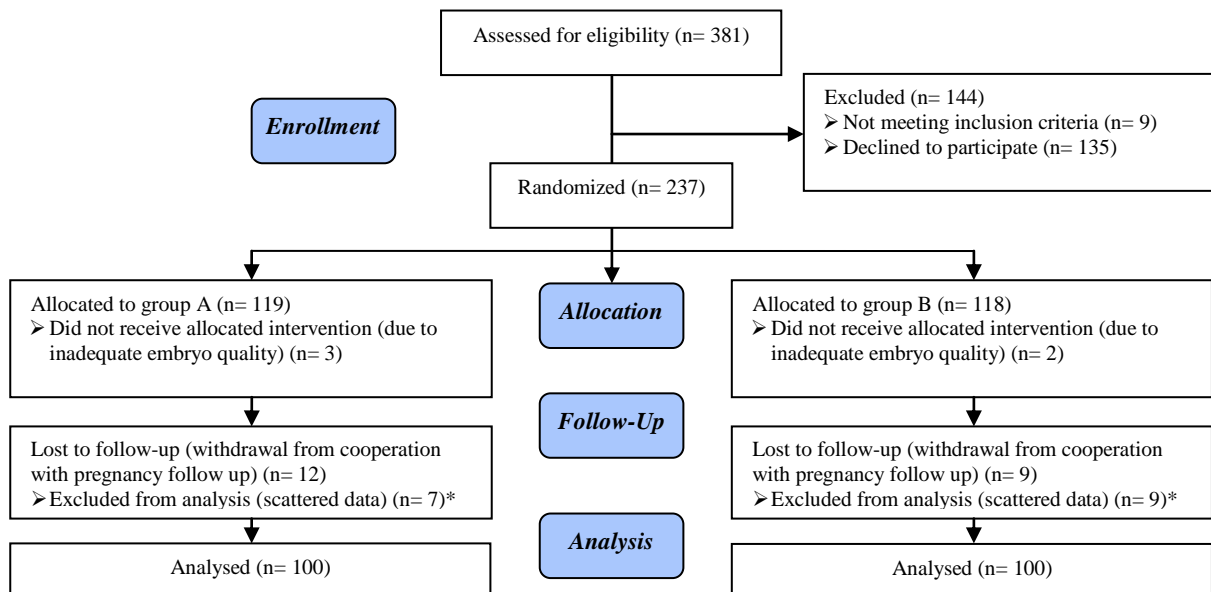 Assessed for eligibility (n= 381)
Excluded (n= 144)
➢ Not meeting inclusion criteria (n= 9)
➢ Declined to participate (n= 135)
Enrollment
Randomized (n= 237)
Allocated to group A (n= 119)
➢ Did not receive allocated intervention (due to
inadequate embryo quality) (n= 3)
Allocation
Allocated to group B (n= 118)
➢ Did not receive allocated intervention (due to
inadequate embryo quality) (n= 2)
Follow-Up
Lost to follow-up (withdrawal from cooperation
with pregnancy follow up) (n= 12)
➢ Excluded from analysis (scattered data) (n= 7)*
Lost to follow-up (withdrawal from cooperation
with pregnancy follow up) (n= 9)
➢ Excluded from analysis (scattered data) (n= 9)*
Analysis
Analysed (n= 100)
Analysed (n= 100)